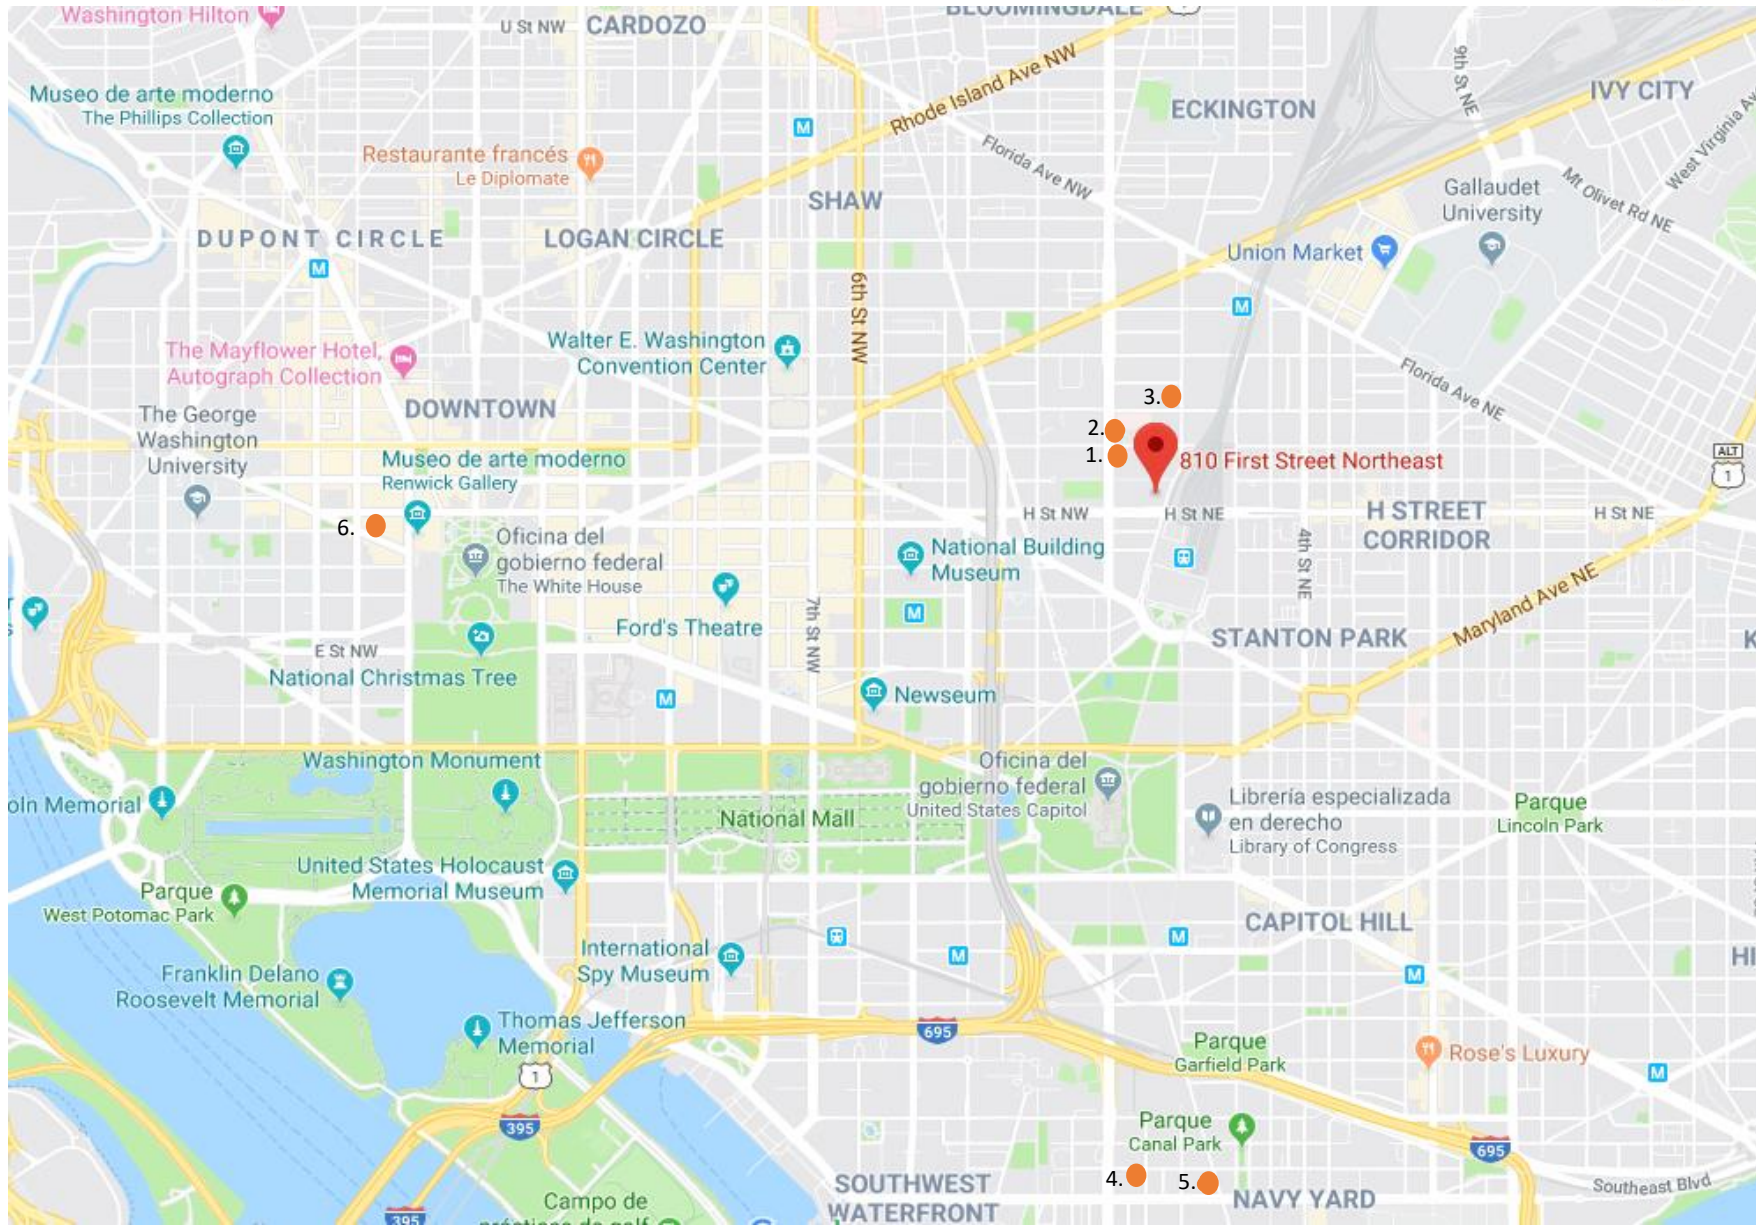 Washington Hilton
U St NW
CARDOZO
BLOOMINGDALE
Museo de arte moderno
The Phillips Collection
Restaurante francés
Le Diplomate
Rhode Island Ave NW
ECKINGTON
9th St NE
IVY CITY
Florida Ave NW
SHAW
Gallaudet
University
Mt Olivet Rd NE
DUPONT CIRCLE
LOGAN CIRCLE
Union Market
M
6th St NW
Walter E. Washington
Convention Center
The Mayflower Hotel,
Autograph Collection
Florida Ave NE
3.
The George
Washington
University
DOWNTOWN
2.
1.
810 First Street Northeast
ALT
1
Museo de arte moderno
Renwick Gallery
H St NW
H St NE
H STREET
CORRIDOR
H St NE
6.
Oficina del
gobierno federal
The White House
National Building
Museum
4th St NE
Ford's Theatre
7th St NW
Maryland Ave NE
STANTON PARK
E St NW
National Christmas Tree
Newseum
Washington Monument
Oficina del
gobierno federal
United States Capitol
National Mall
Librería especializada
en derecho
Library of Congress
Parque
Lincoln Park
oln Memorial
United States Holocaust
Memorial Museum
Parque
West Potomac Park
CAPITOL HILL
International
Spy Museum
Franklin Delano
Roosevelt Memorial
Thomas Jefferson
Memorial
695
Parque
Garfield Park
Rose's Luxury
1
395
Parque
Canal Park
695
4.
5.
SOUTHWEST
WATERFRONT
NAVY YARD
Southeast Blvd
Campo de
395